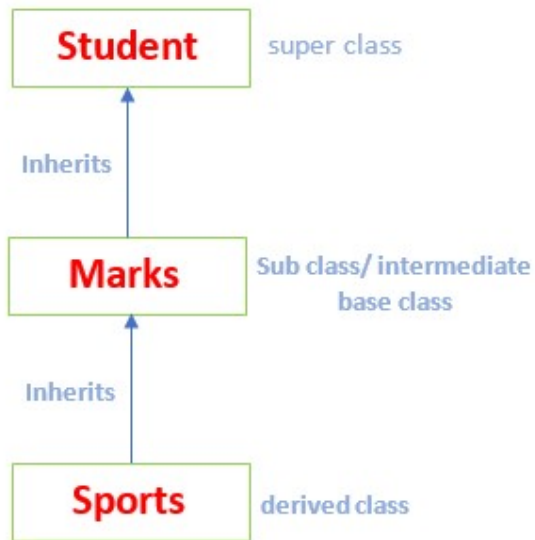 Student
super class
Inherits
Marks
Sub class/ intermediate
base class
Inherits
Sports
derived class